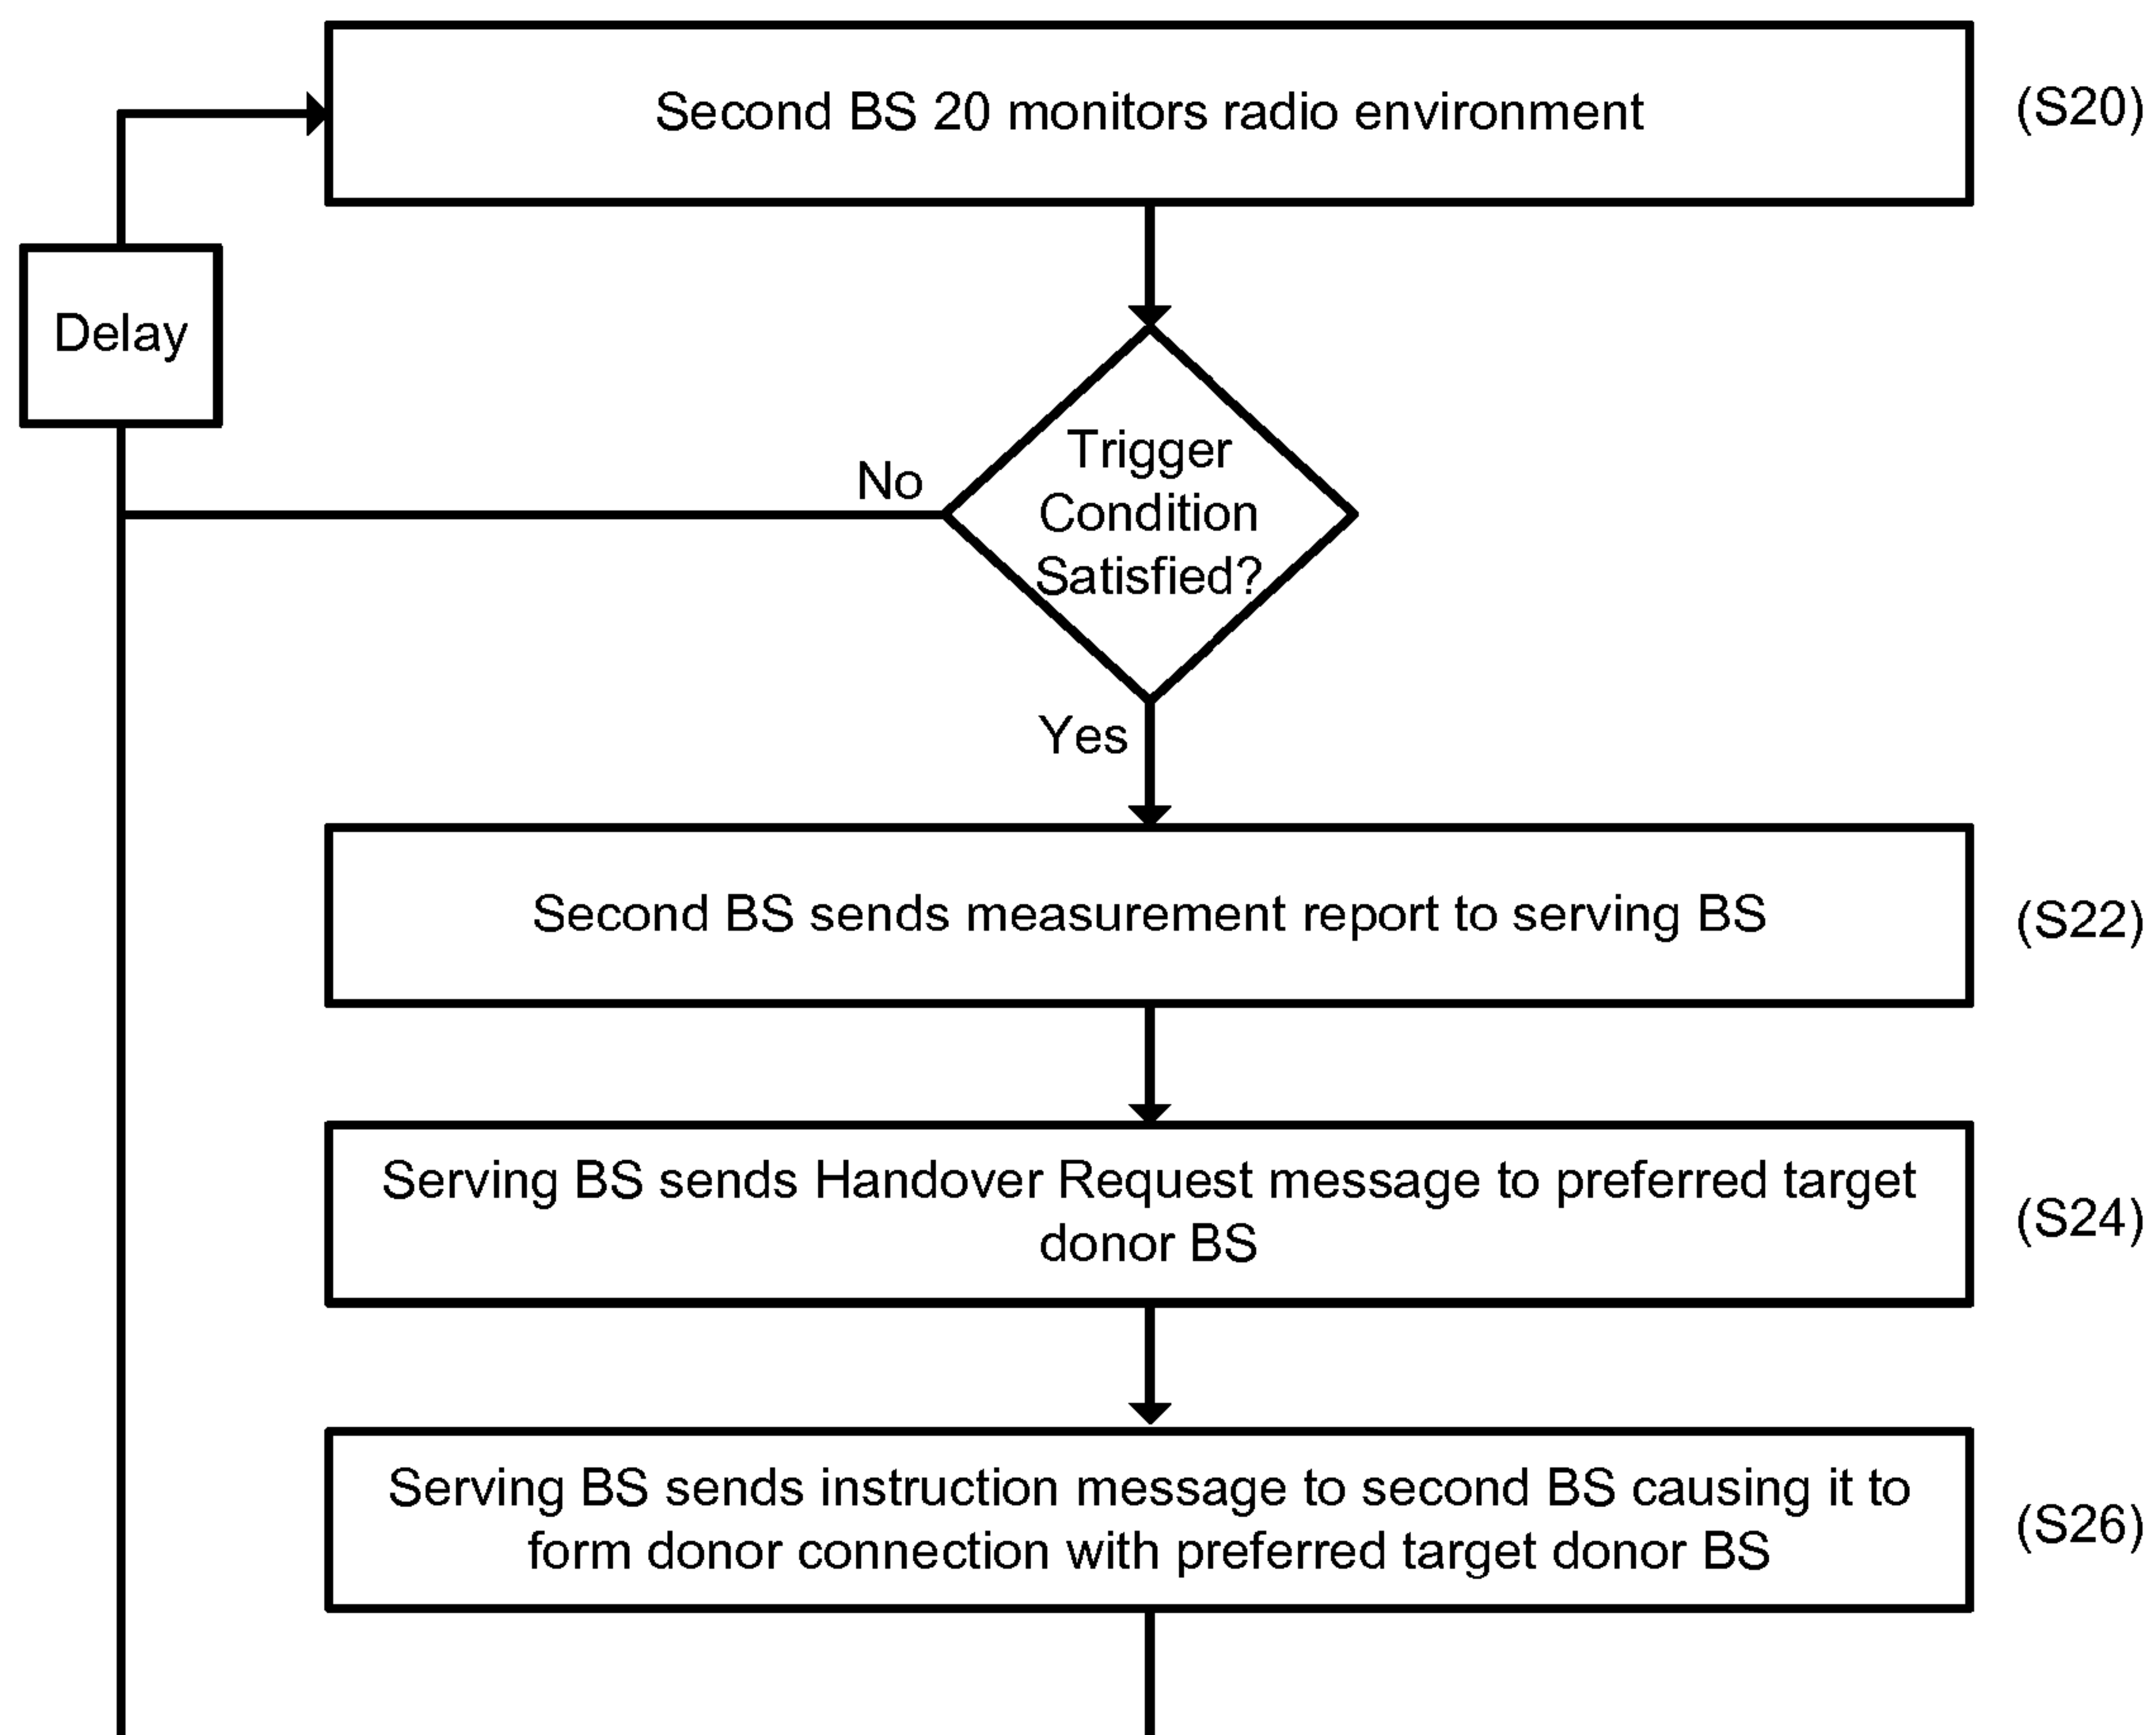 Second BS 20 monitors radio environment
(S20)
Delay
Trigger
Condition
Satisfied?
No
Yes
Second BS sends measurement report to serving BS
(S22)
Serving BS sends Handover Request message to preferred target
donor BS
(S24)
Serving BS sends instruction message to second BS causing it to
form donor connection with preferred target donor BS
(S26)